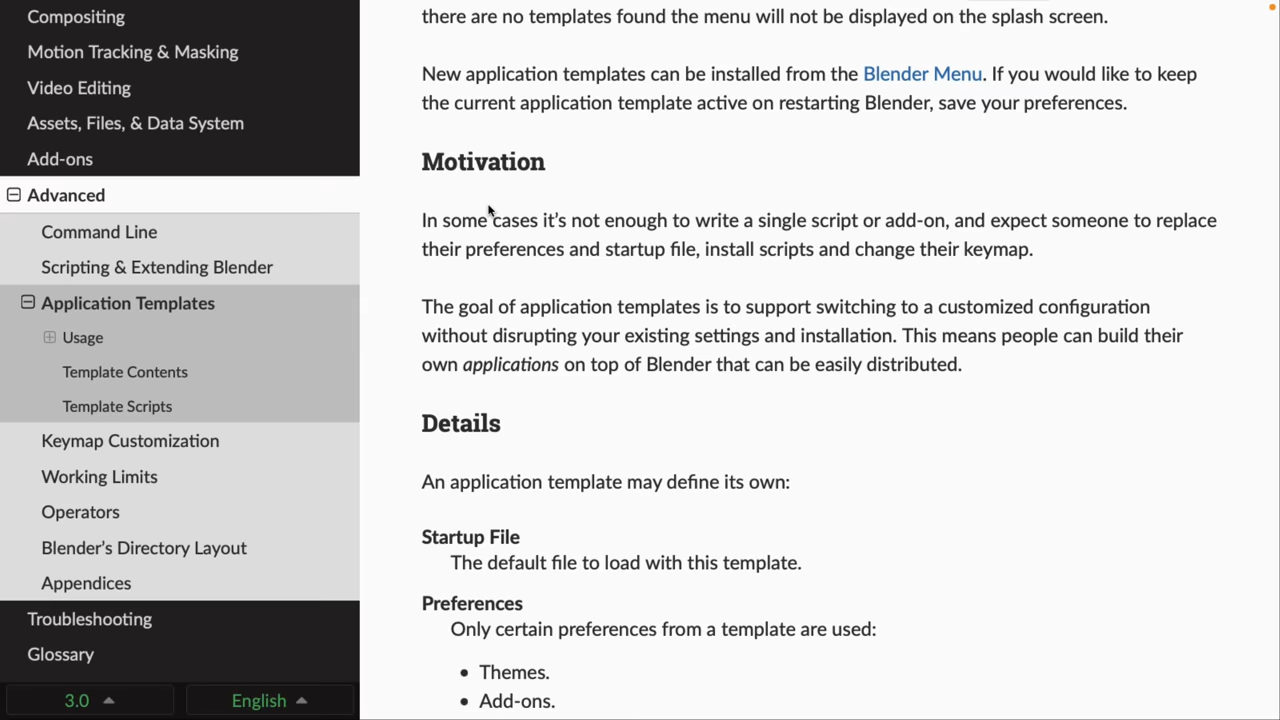 Compositing
Motion Tracking & Masking
Video Editing
Assets, Files, & Data System
Add-ons
Advanced
Command Line
Scripting & Extending Blender
Application Templates
Usage
Template Contents
Template Scripts
Keymap Customization
Working Limits
Operators
Blender’s Directory Layout
Appendices
Troubleshooting
Glossary
3.0
English
there are no templates found the menu will not be displayed on the splash screen.
New application templates can be installed from the Blender Menu. If you would like to keep
the current application template active on restarting Blender, save your preferences.
Motivation
In some cases it’s not enough to write a single script or add-on, and expect someone to replace
their preferences and startup file, install scripts and change their keymap.
The goal of application templates is to support switching to a customized configuration
without disrupting your existing settings and installation. This means people can build their
own applications on top of Blender that can be easily distributed.
Details
An application template may define its own:
Startup File
The default file to load with this template.
Preferences
Only certain preferences from a template are used:
• Themes.
• Add-ons.